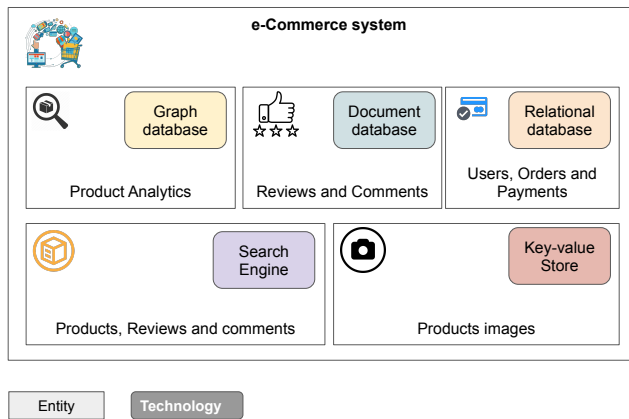 e-Commerce system
Graph
database
Product Analytics
Document
database
Reviews and Comments
Relational
database
Users, Orders and
Payments
Search
Engine
Products, Reviews and comments
Key-value
Store
Products images
Entity
Technology